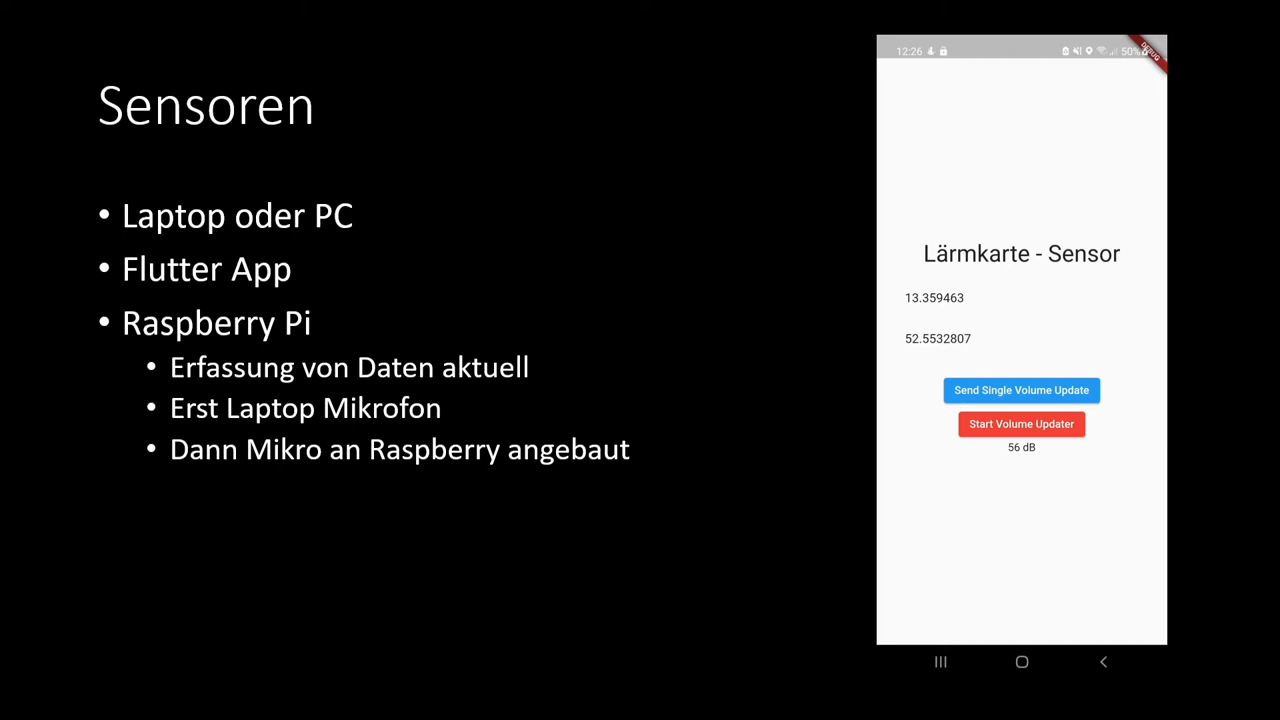 Sensoren
• Laptop oder PC
• Flutter App
• Raspberry Pi
• Erfassung von Daten aktuell
• Erst Laptop Mikrofon
• Dann Mikro an Raspberry angebaut
12:26
50%
DEBUG
Lärmkarte - Sensor
13.359463
52.5532807
Send Single Volume Update
Start Volume Updater
56 dB